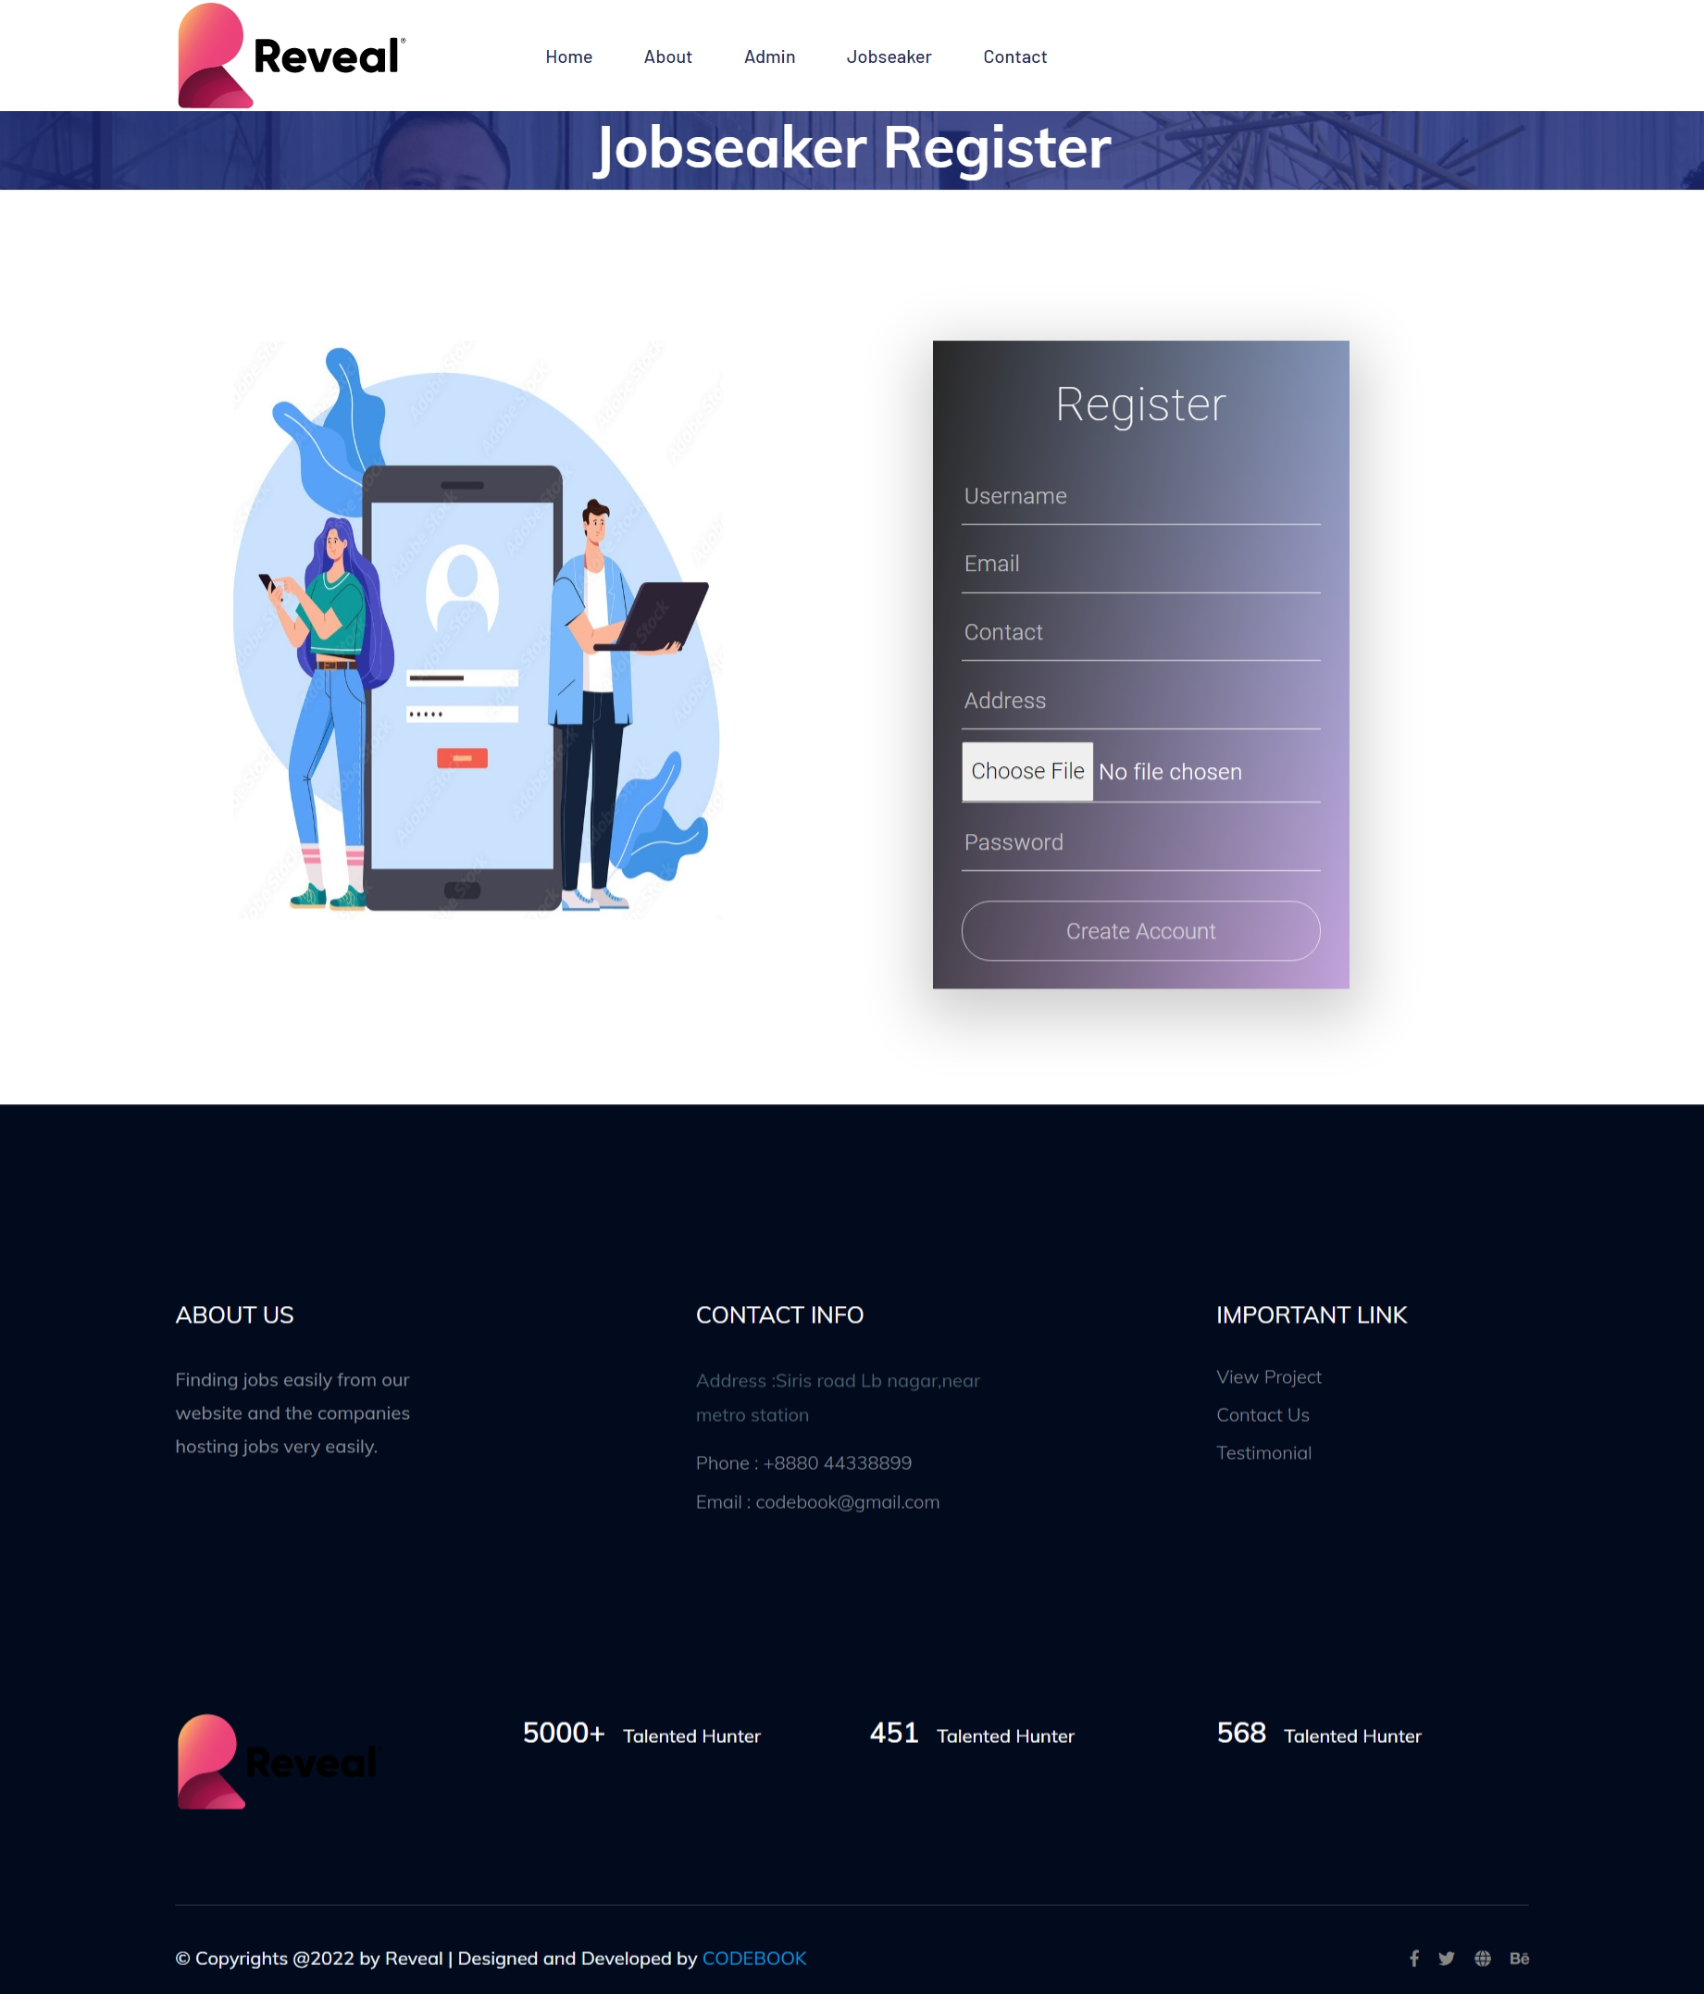 Reveal®
Home About Admin Jobseaker Contact
Jobseaker Register
Adobe Stock
Register
Username
Email
Contact
Address
Choose File No file chosen
Password
Create Account
ABOUT US
Finding jobs easily from our
website and the companies
hosting jobs very easily.
CONTACT INFO
Address :Siris road Lb nagar,near
metro station
Phone : +8880 44338899
Email : codebook@gmail.com
IMPORTANT LINK
View Project
Contact Us
Testimonial
Reveal
5000+ Talented Hunter
451 Talented Hunter
568 Talented Hunter
© Copyrights @2022 by Reveal | Designed and Developed by CODEBOOK
Bē